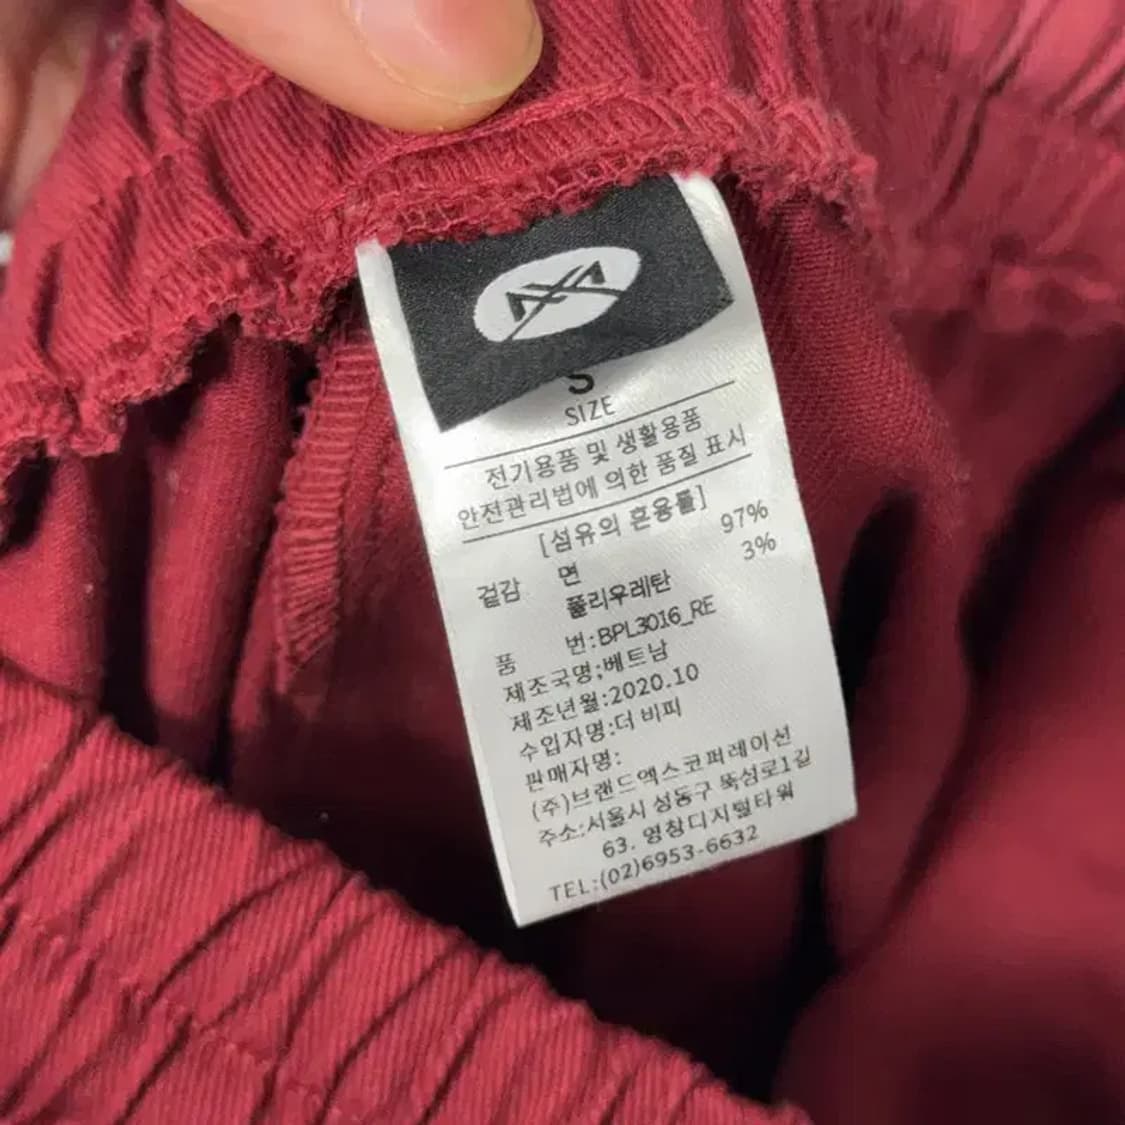 S
SIZE
전기용품 및 생활용품
안전관리법에 의한 품질 표시
[섬유의 혼용률]
겉감 면 97%
폴리우레탄 3%
품 번:BPL3016_RE
제조국명;베트남
제조년월:2020.10
수입자명:더 비피
판매자명:
(주)브랜드엑스코퍼레이션
주소:서울시 성동구 뚝섬로1길
63. 영창디지털타워
TEL:(02)6953-6632